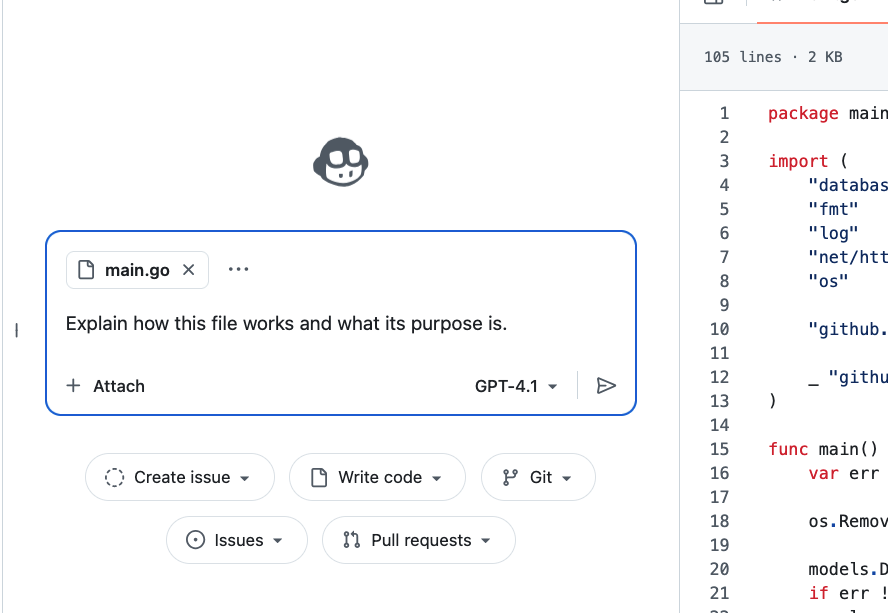 main.go
Explain how this file works and what its purpose is.
Attach
GPT-4.1
Create issue
Write code
Git
Issues
Pull requests
105 lines · 2 KB
1 package main
2
3 import (
4 "databas
5 "fmt"
6 "log"
7 "net/htt
8 "os"
9
10 "github.
11
12 _ "githu
13 )
14
15 func main()
16 var err
17
18 os.Remov
19
20 models.D
21 if err !